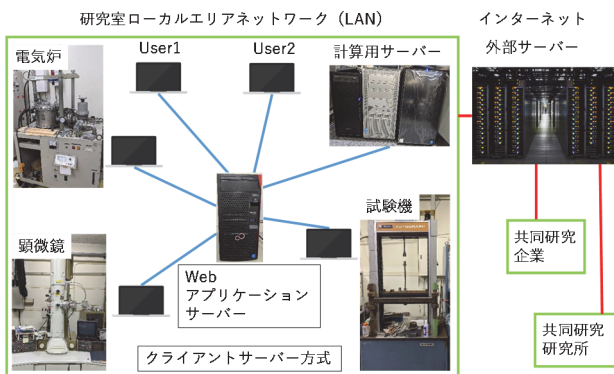 研究室ローカルエリアネットワーク（LAN）
インターネット
外部サーバー
電気炉
User1
User2
計算用サーバー
顕微鏡
試験機
Web
アプリケーション
サーバー
クライアントサーバー方式
共同研究
企業
共同研究
研究所